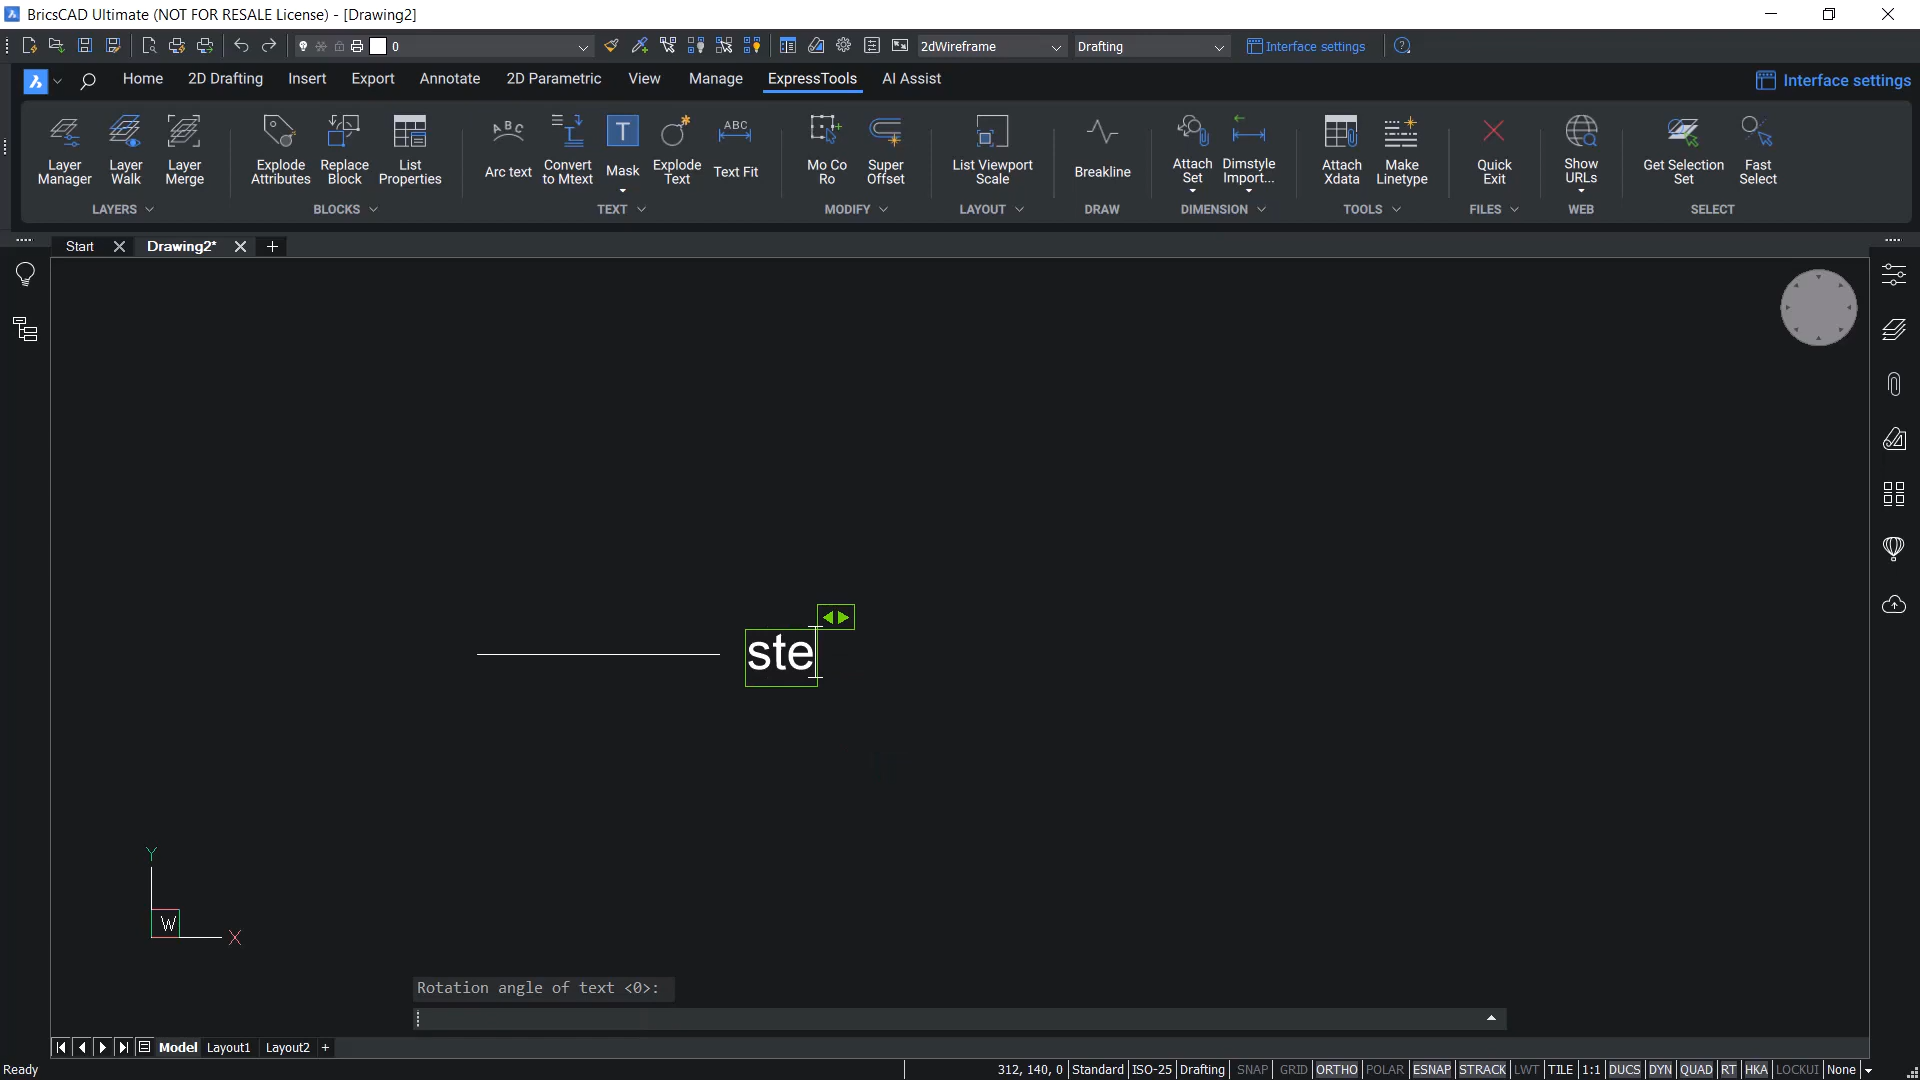 BricsCAD Ultimate (NOT FOR RESALE License) - [Drawing2]
0
2dWireframe
Drafting
Interface settings
Home
2D Drafting
Insert
Export
Annotate
2D Parametric
View
Manage
ExpressTools
AI Assist
Interface settings
Layer Manager
Layer Walk
Layer Merge
LAYERS
Explode Attributes
Replace Block
List Properties
BLOCKS
ABC
Arc text
Convert to Mtext
T
Mask
Explode Text
ABC
Text Fit
TEXT
Mo Co Ro
Super Offset
MODIFY
List Viewport Scale
LAYOUT
Breakline
DRAW
Attach Set
Dimstyle Import...
DIMENSION
Attach Xdata
Make Linetype
TOOLS
Quick Exit
FILES
Show URLs
WEB
Get Selection Set
Fast Select
SELECT
Start
Drawing2*
ste
Y
W
X
Rotation angle of text <0>:
:
Model
Layout1
Layout2
+
Ready
312, 140, 0
Standard
ISO-25
Drafting
SNAP
GRID
ORTHO
POLAR
ESNAP
STRACK
LWT
TILE
1:1
DUCS
DYN
QUAD
RT
HKA
LOCKUI
None